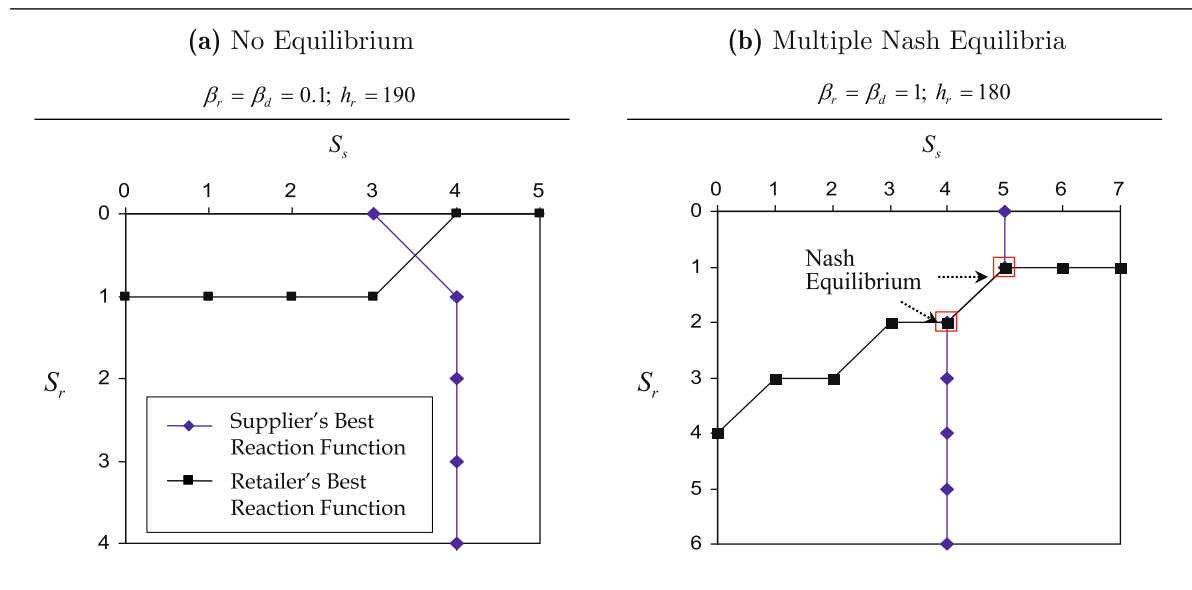 (a) No Equilibrium
β_r = β_d = 0.1; h_r = 190
S_s
0 1 2 3 4 5
0
1
2
S_r
3
4
Supplier's Best
Reaction Function
Retailer's Best
Reaction Function
(b) Multiple Nash Equilibria
β_r = β_d = 1; h_r = 180
S_s
0 1 2 3 4 5 6 7
0
1
Nash
Equilibrium
2
3
S_r
4
5
6